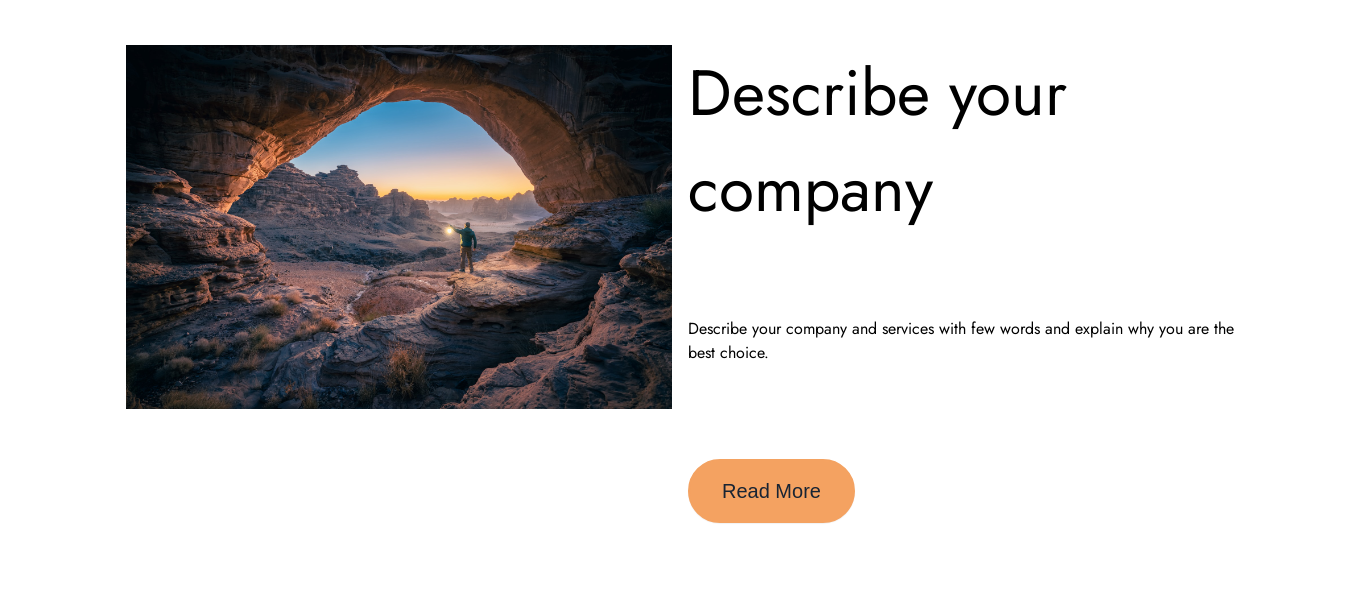 Describe your
company
Describe your company and services with few words and explain why you are the
best choice.
Read More